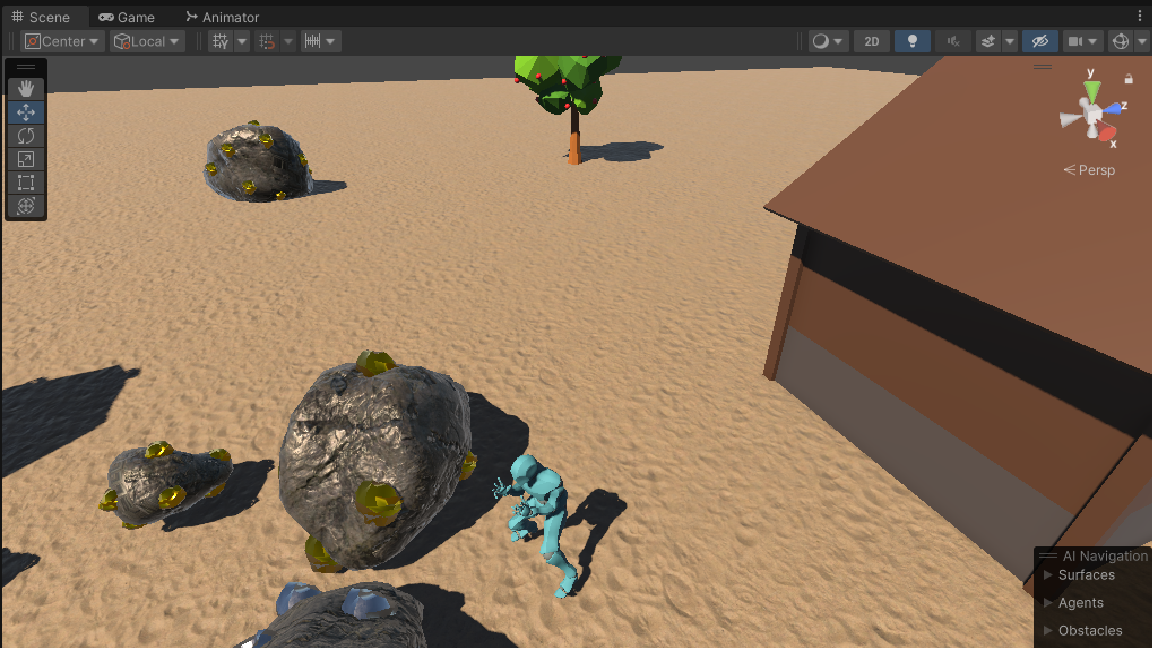 Scene Game Animator
Center Local 2D
y
z
x
Persp
AI Navigation
Surfaces
Agents
Obstacles